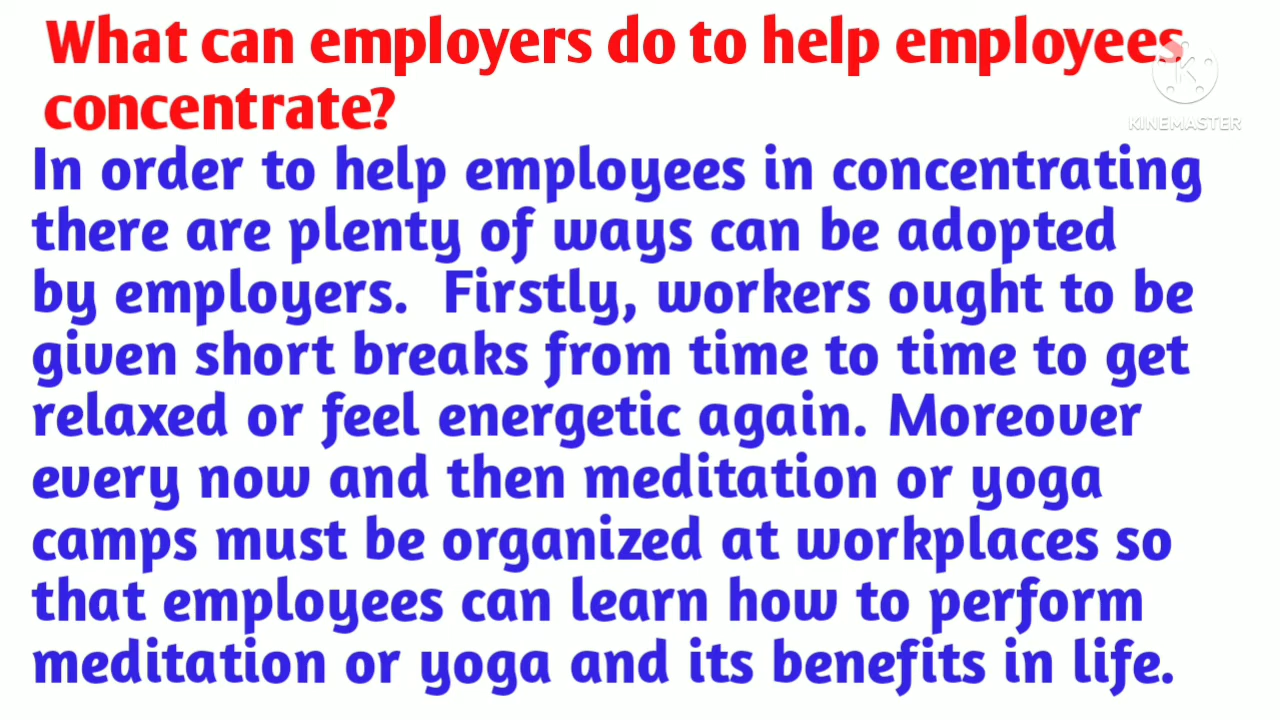 What can employers do to help employees
concentrate?
KINEMASTER
In order to help employees in concentrating
there are plenty of ways can be adopted
by employers. Firstly, workers ought to be
given short breaks from time to time to get
relaxed or feel energetic again. Moreover
every now and then meditation or yoga
camps must be organized at workplaces so
that employees can learn how to perform
meditation or yoga and its benefits in life.